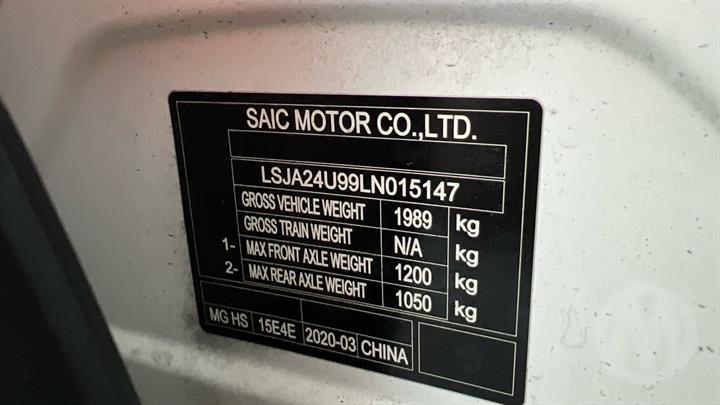 SAIC MOTOR CO.,LTD.
LSJA24U99LN015147
GROSS VEHICLE WEIGHT 1989 kg
GROSS TRAIN WEIGHT N/A kg
1- MAX FRONT AXLE WEIGHT 1200 kg
2- MAX REAR AXLE WEIGHT 1050 kg
MG HS 15E4E 2020-03 CHINA